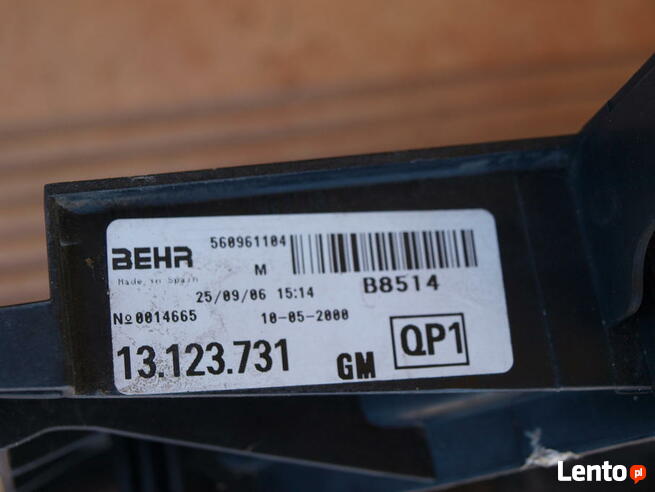 BEHR 560961104
Made in Spain M B8514
25/09/06 15:14
Nº0014665 10-05-2000
13.123.731 GM QP1
Lento.pl